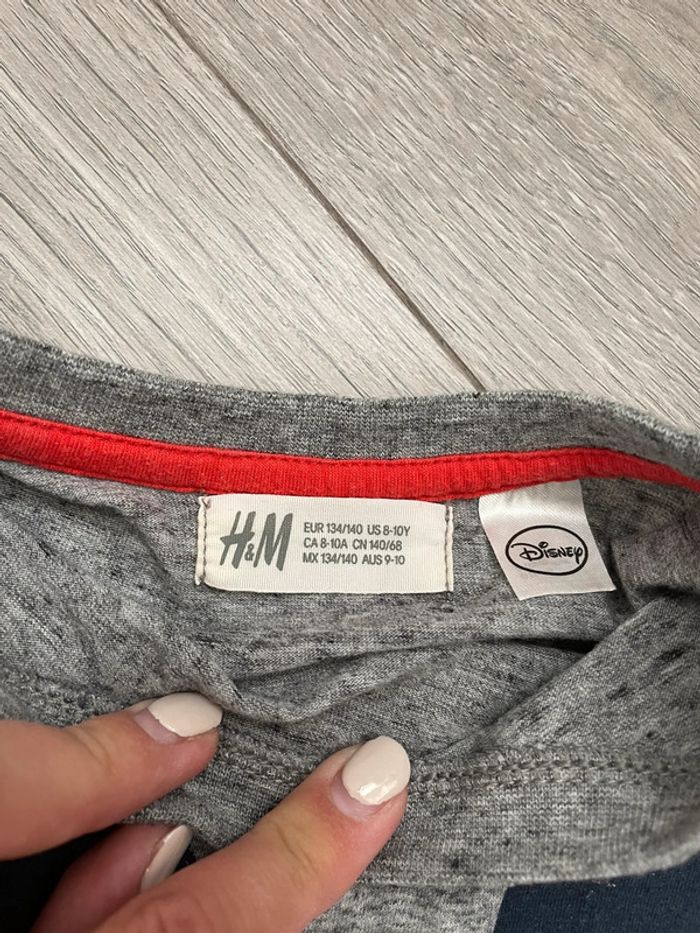 H&M
EUR 134/140 US 8-10Y
CA 8-10A CN 140/68
MX 134/140 AUS 9-10
Disney